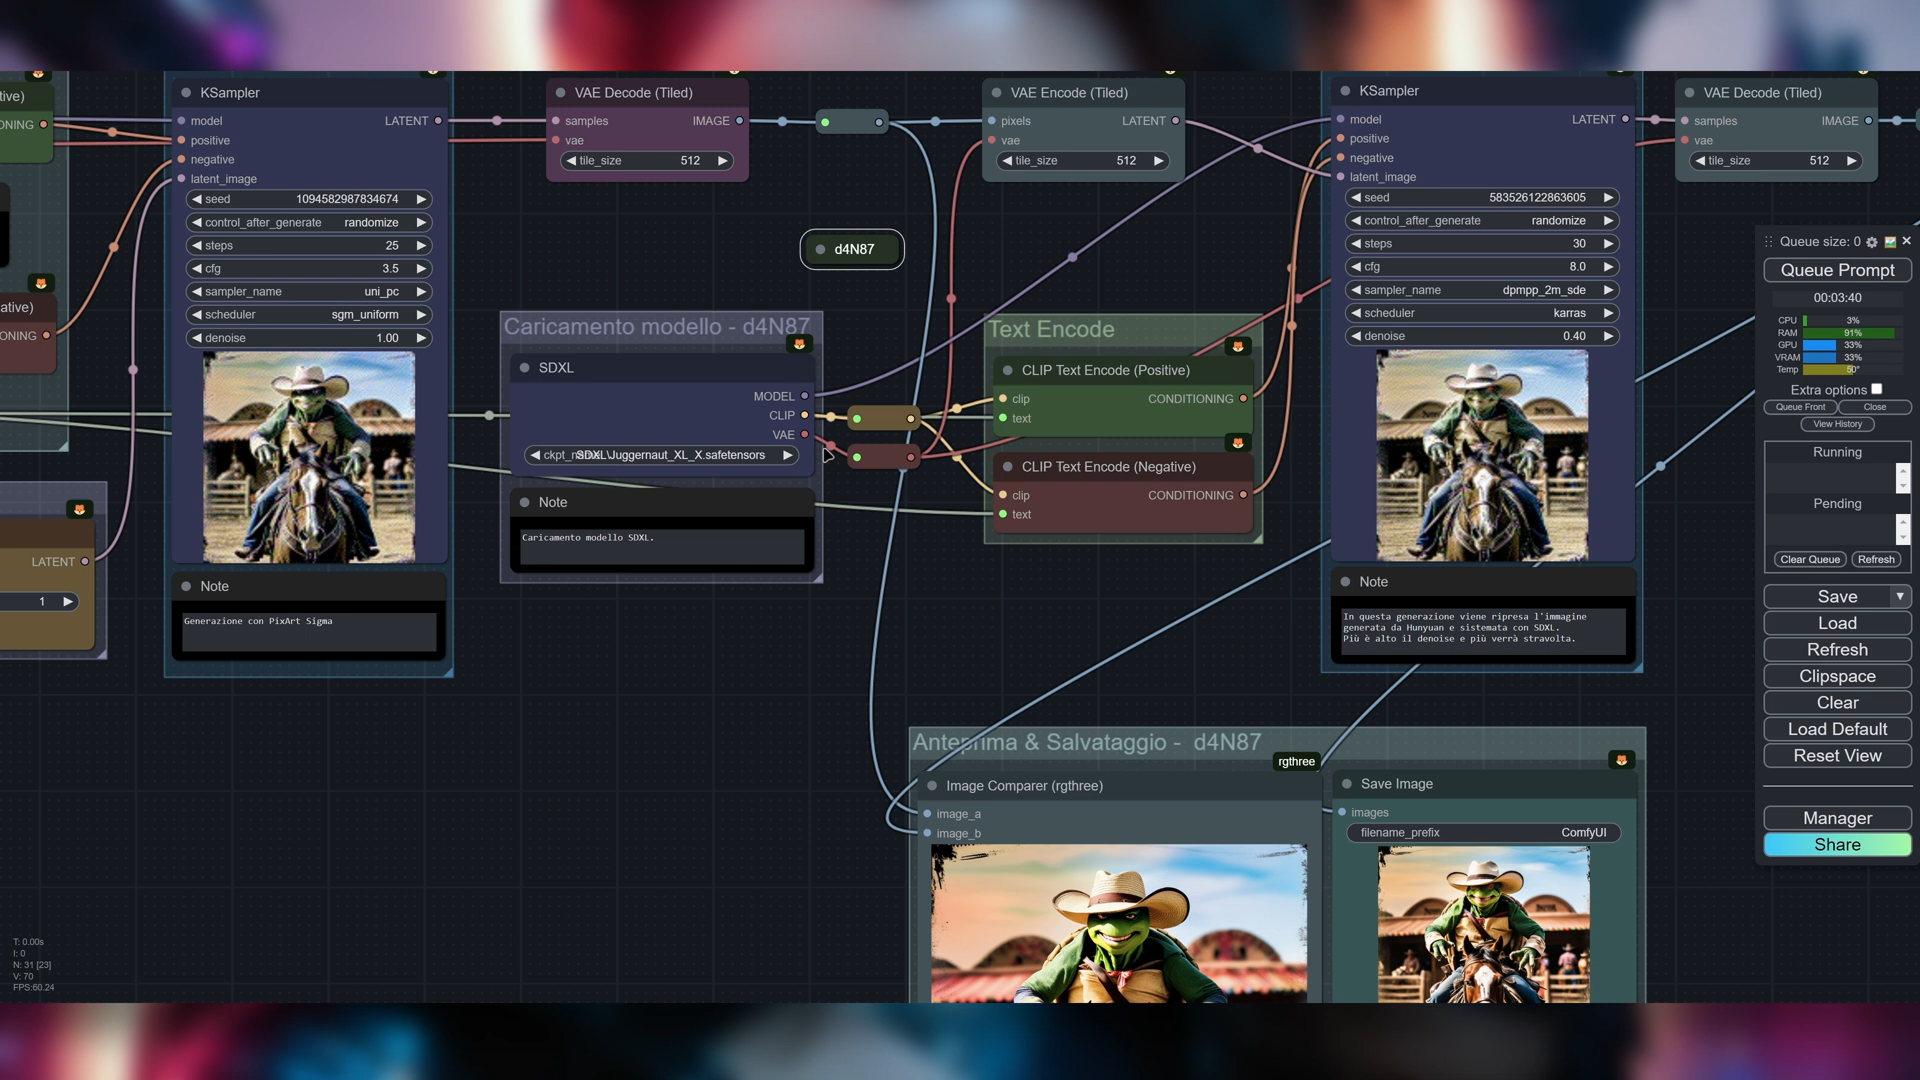 tive)
ONING
ative)
ONING
LATENT
1
KSampler
model
LATENT
positive
negative
latent_image
seed 1094582987834674
control_after_generate randomize
steps 25
cfg 3.5
sampler_name uni_pc
scheduler sgm_uniform
denoise 1.00
Note
Generazione con PixArt Sigma
VAE Decode (Tiled)
samples IMAGE
vae
tile_size 512
d4N87
Caricamento modello - d4N87
SDXL
MODEL
CLIP
VAE
SDXL\Juggernaut_XL_X.safetensors
Note
Caricamento modello SDXL.
VAE Encode (Tiled)
pixels LATENT
vae
tile_size 512
Text Encode
CLIP Text Encode (Positive)
clip CONDITIONING
text
CLIP Text Encode (Negative)
clip CONDITIONING
text
KSampler
model LATENT
positive
negative
latent_image
seed 583526122863605
control_after_generate randomize
steps 30
cfg 8.0
sampler_name dpmpp_2m_sde
scheduler karras
denoise 0.40
Note
In questa generazione viene ripresa l'immagine
generata da Hunyuan e sistemata con SDXL.
Più è alto il denoise e più verrà stravolta.
VAE Decode (Tiled)
samples IMAGE
vae
tile_size 512
Anteprima & Salvataggio - d4N87
rgthree
Image Comparer (rgthree)
image_a
image_b
Save Image
images
filename_prefix ComfyUI
Queue size: 0
Queue Prompt
00:03:40
CPU 3%
RAM 91%
GPU 33%
VRAM 33%
Temp 50°
Extra options
Queue Front Close
View History
Running
Pending
Clear Queue Refresh
Save
Load
Refresh
Clipspace
Clear
Load Default
Reset View
Manager
Share
T: 0.00s
I: 0
N: 31 [23]
V: 70
FPS:60.24